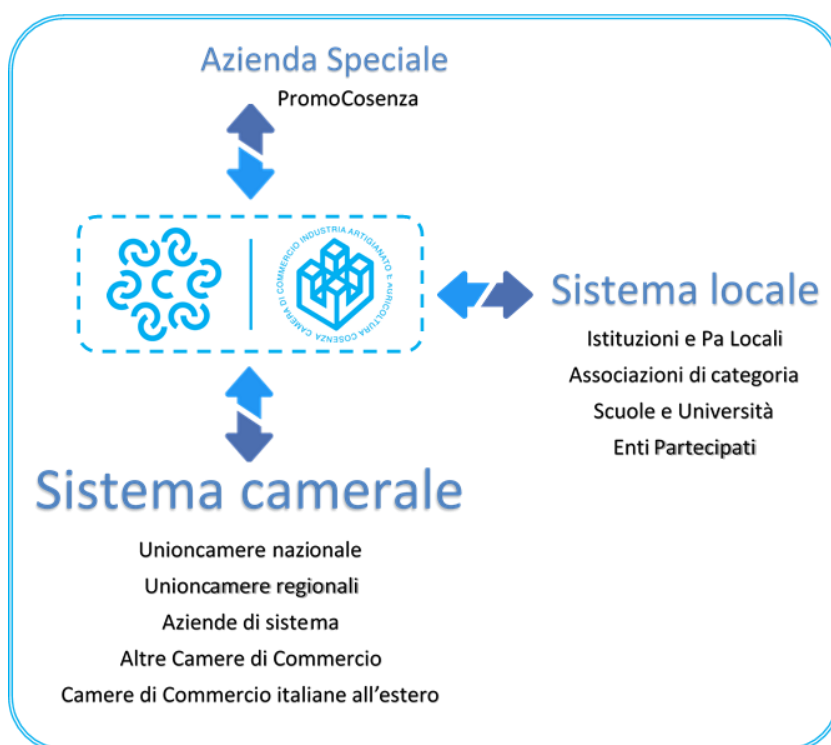 Azienda Speciale
PromoCosenza
C
CAMERA DI COMMERCIO INDUSTRIA ARTIGIANATO E AGRICOLTURA COSENZA
Sistema locale
Istituzioni e Pa Locali
Associazioni di categoria
Scuole e Università
Enti Partecipati
Sistema camerale
Unioncamere nazionale
Unioncamere regionali
Aziende di sistema
Altre Camere di Commercio
Camere di Commercio italiane all’estero